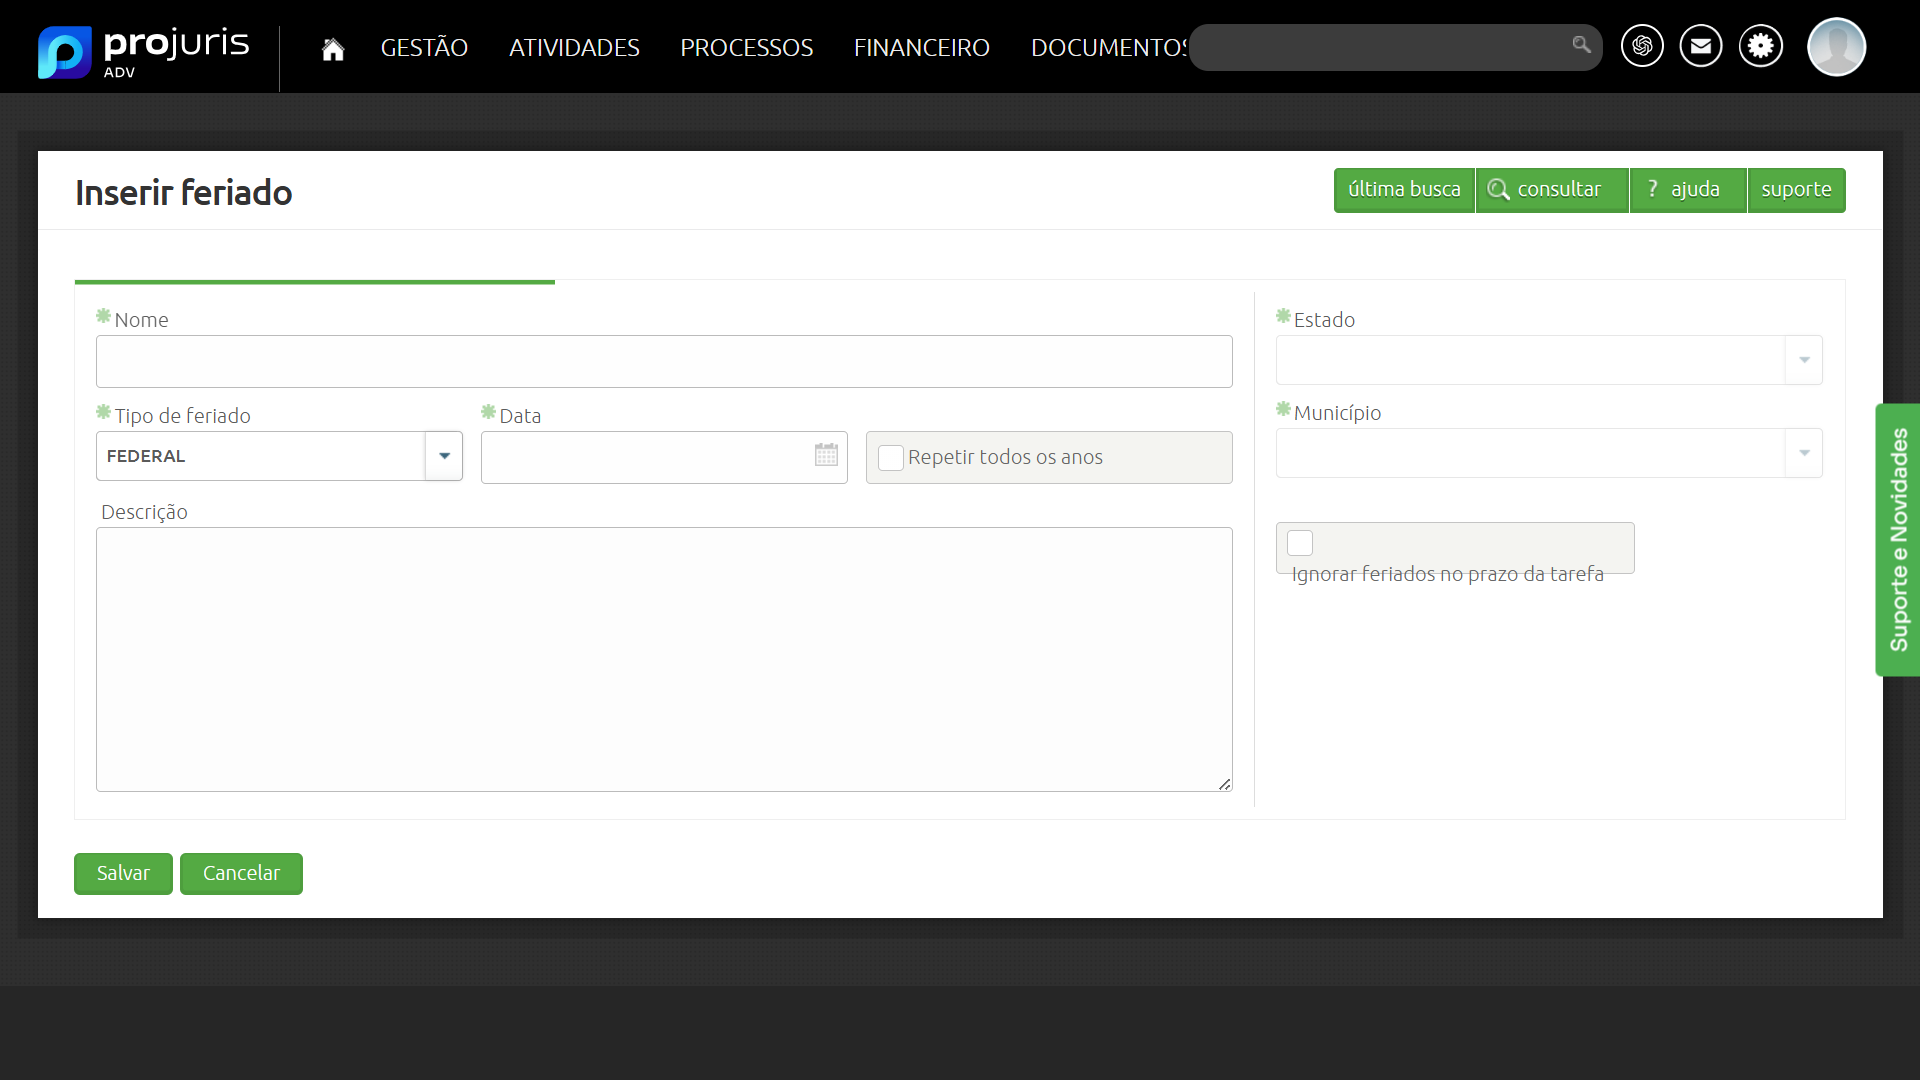 projuris
ADV
GESTÃO
ATIVIDADES
PROCESSOS
FINANCEIRO
DOCUMENTOS
Inserir feriado
última busca
consultar
? ajuda
suporte
Nome
Estado
Tipo de feriado
Data
Município
FEDERAL
Repetir todos os anos
Descrição
Ignorar feriados no prazo da tarefa
Suporte e Novidades
Salvar
Cancelar